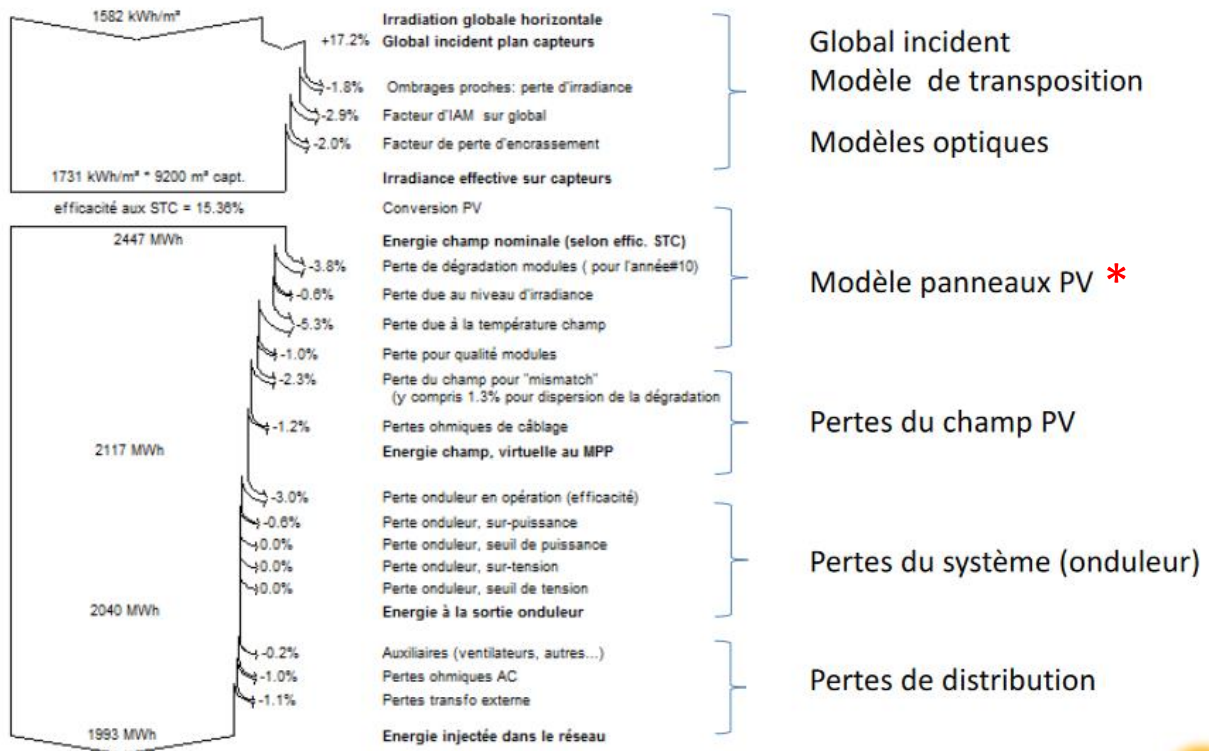 1582 kWh/m² Irradiation globale horizontale
+17.2% Global incident plan capteurs
Global incident
Modèle de transposition
-1.8% Ombrages proches: perte d'irradiance
-2.9% Facteur d'IAM sur global
-2.0% Facteur de perte d'encrassement
Modèles optiques
1731 kWh/m² * 9200 m² capt. Irradiance effective sur capteurs
efficacité aux STC = 15.36% Conversion PV
2447 MWh Energie champ nominale (selon effic. STC)
-3.8% Perte de dégradation modules ( pour l'année#10)
-0.6% Perte due au niveau d'irradiance
Modèle panneaux PV *
-5.3% Perte due à la température champ
-1.0% Perte pour qualité modules
-2.3% Perte du champ pour "mismatch"
(y compris 1.3% pour dispersion de la dégradation
-1.2% Pertes ohmiques de câblage
Pertes du champ PV
2117 MWh Energie champ, virtuelle au MPP
-3.0% Perte onduleur en opération (efficacité)
-0.6% Perte onduleur, sur-puissance
0.0% Perte onduleur, seuil de puissance
0.0% Perte onduleur, sur-tension
Pertes du système (onduleur)
0.0% Perte onduleur, seuil de tension
2040 MWh Energie à la sortie onduleur
-0.2% Auxiliaires (ventilateurs, autres...)
-1.0% Pertes ohmiques AC
Pertes de distribution
-1.1% Pertes transfo externe
1993 MWh Energie injectée dans le réseau